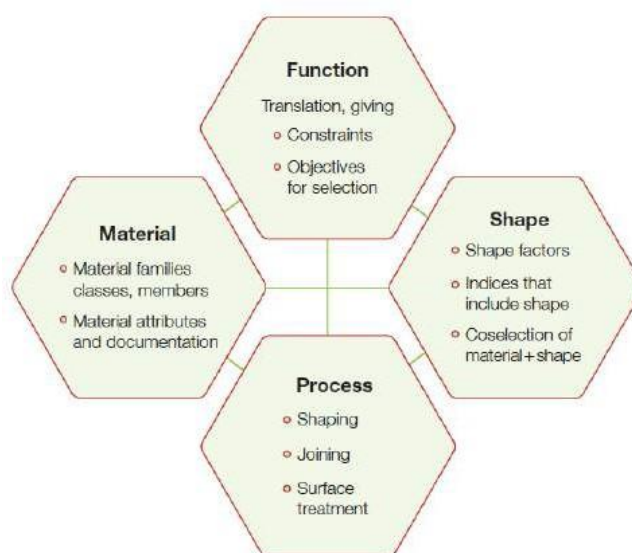 Function
Translation, giving
Constraints
Objectives
for selection
Material
Material families
classes, members
Material attributes
and documentation
Shape
Shape factors
Indices that
include shape
Coselection of
material+shape
Process
Shaping
Joining
Surface
treatment